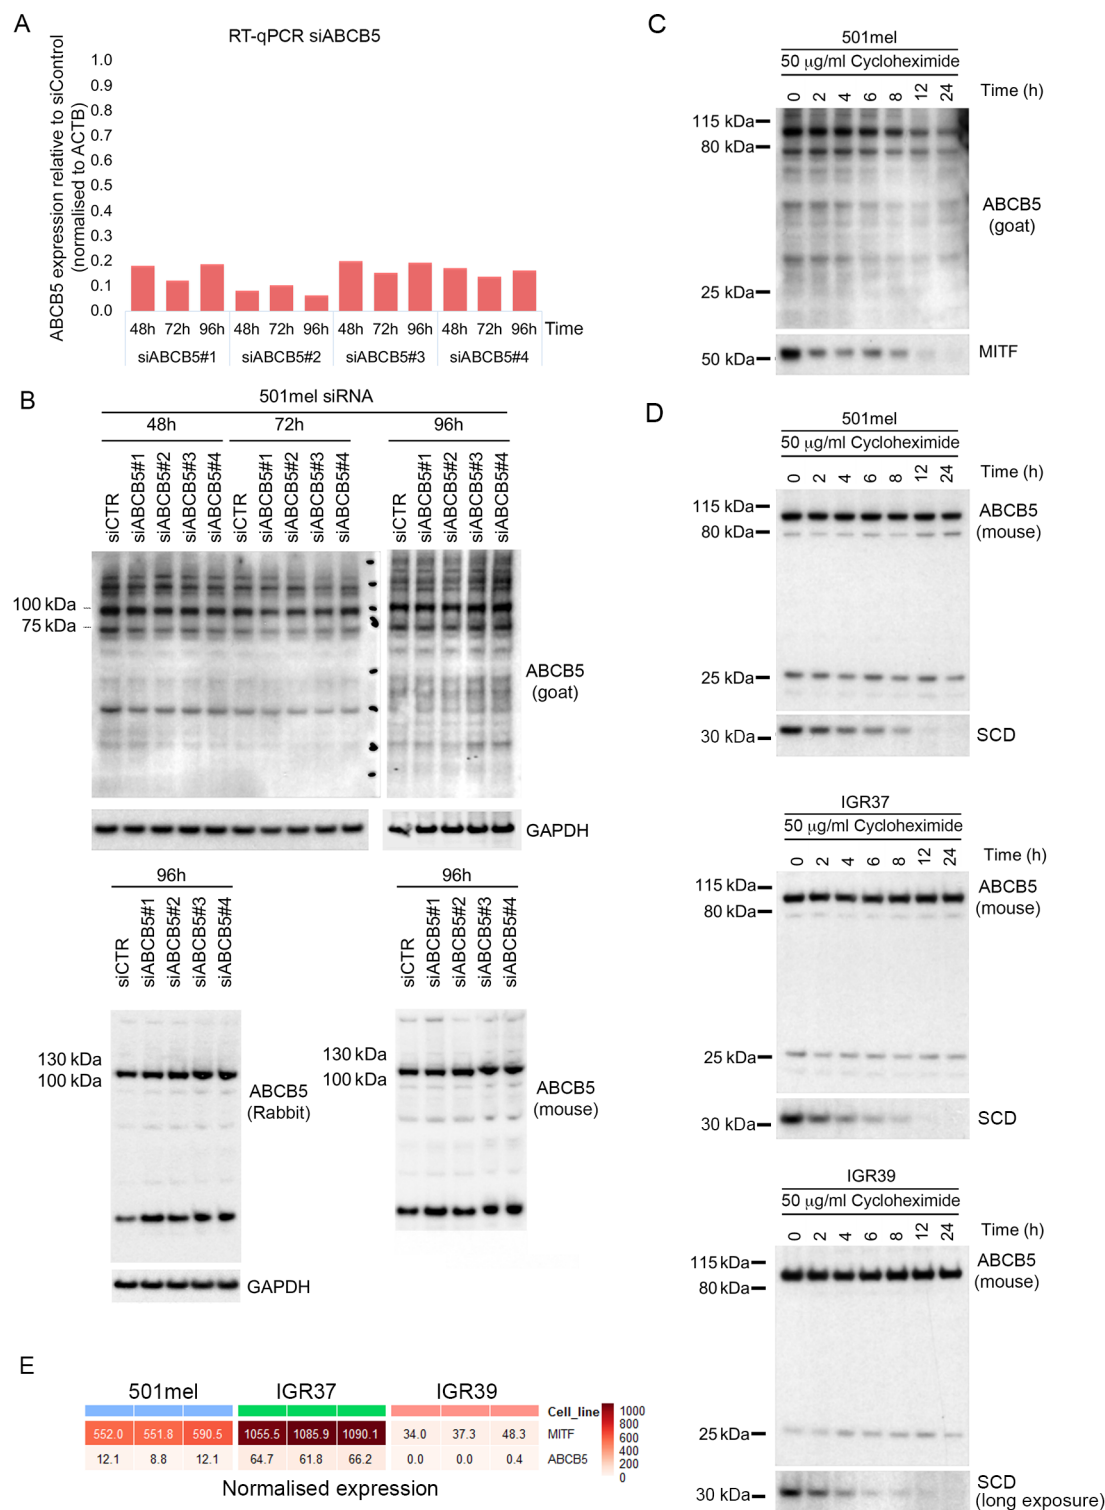 A
RT-qPCR siABCB5
ABCB5 expression relative to siControl
(normalised to ACTB)
1.0
0.9
0.8
0.7
0.6
0.5
0.4
0.3
0.2
0.1
0.0
48h 72h 96h 48h 72h 96h 48h 72h 96h 48h 72h 96h Time
siABCB5#1 siABCB5#2 siABCB5#3 siABCB5#4
B
501mel siRNA
48h 72h 96h
siCTR siABCB5#1 siABCB5#2 siABCB5#3 siABCB5#4 siCTR siABCB5#1 siABCB5#2 siABCB5#3 siABCB5#4 siCTR siABCB5#1 siABCB5#2 siABCB5#3 siABCB5#4
100 kDa
75 kDa
ABCB5
(goat)
GAPDH
96h
siCTR siABCB5#1 siABCB5#2 siABCB5#3 siABCB5#4
130 kDa
100 kDa
ABCB5
(Rabbit)
GAPDH
96h
siCTR siABCB5#1 siABCB5#2 siABCB5#3 siABCB5#4
130 kDa
100 kDa
ABCB5
(mouse)
C
501mel
50 μg/ml Cycloheximide
0 2 4 6 8 12 24 Time (h)
115 kDa
80 kDa
ABCB5
(goat)
25 kDa
50 kDa
MITF
D
501mel
50 μg/ml Cycloheximide
0 2 4 6 8 12 24 Time (h)
115 kDa
80 kDa
ABCB5
(mouse)
25 kDa
30 kDa
SCD
IGR37
50 μg/ml Cycloheximide
0 2 4 6 8 12 24 Time (h)
115 kDa
80 kDa
ABCB5
(mouse)
25 kDa
30 kDa
SCD
IGR39
50 μg/ml Cycloheximide
0 2 4 6 8 12 24 Time (h)
115 kDa
80 kDa
ABCB5
(mouse)
25 kDa
30 kDa
SCD
(long exposure)
E
501mel IGR37 IGR39
Cell_line
552.0 551.8 590.5 1055.5 1085.9 1090.1 34.0 37.3 48.3 MITF
12.1 8.8 12.1 64.7 61.8 66.2 0.0 0.0 0.4 ABCB5
1000
800
600
400
200
0
Normalised expression